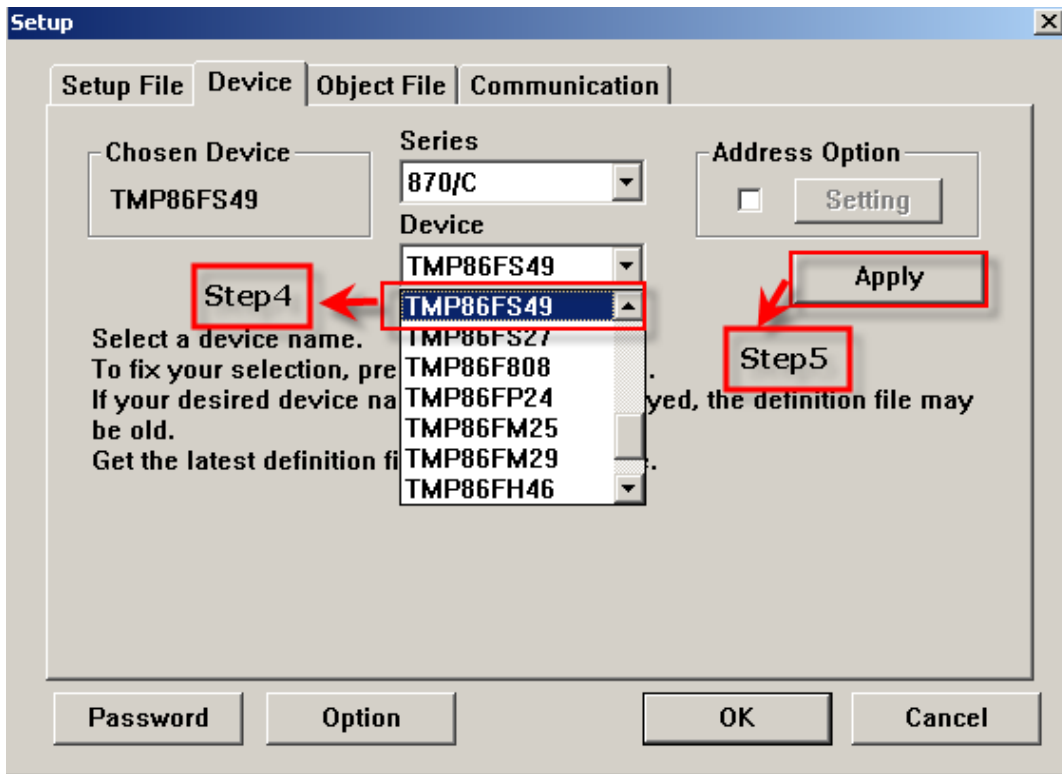 Setup
Setup File Device Object File Communication
Chosen Device
TMP86FS49
Series
870/C
Device
TMP86FS49
TMP86FS49
TMP86FS27
TMP86F808
TMP86FP24
TMP86FM25
TMP86FM29
TMP86FH46
Address Option
Setting
Apply
Step4
Step5
Select a device name.
To fix your selection, pre .
If your desired device na yed, the definition file may
be old.
Get the latest definition fi .
Password Option OK Cancel